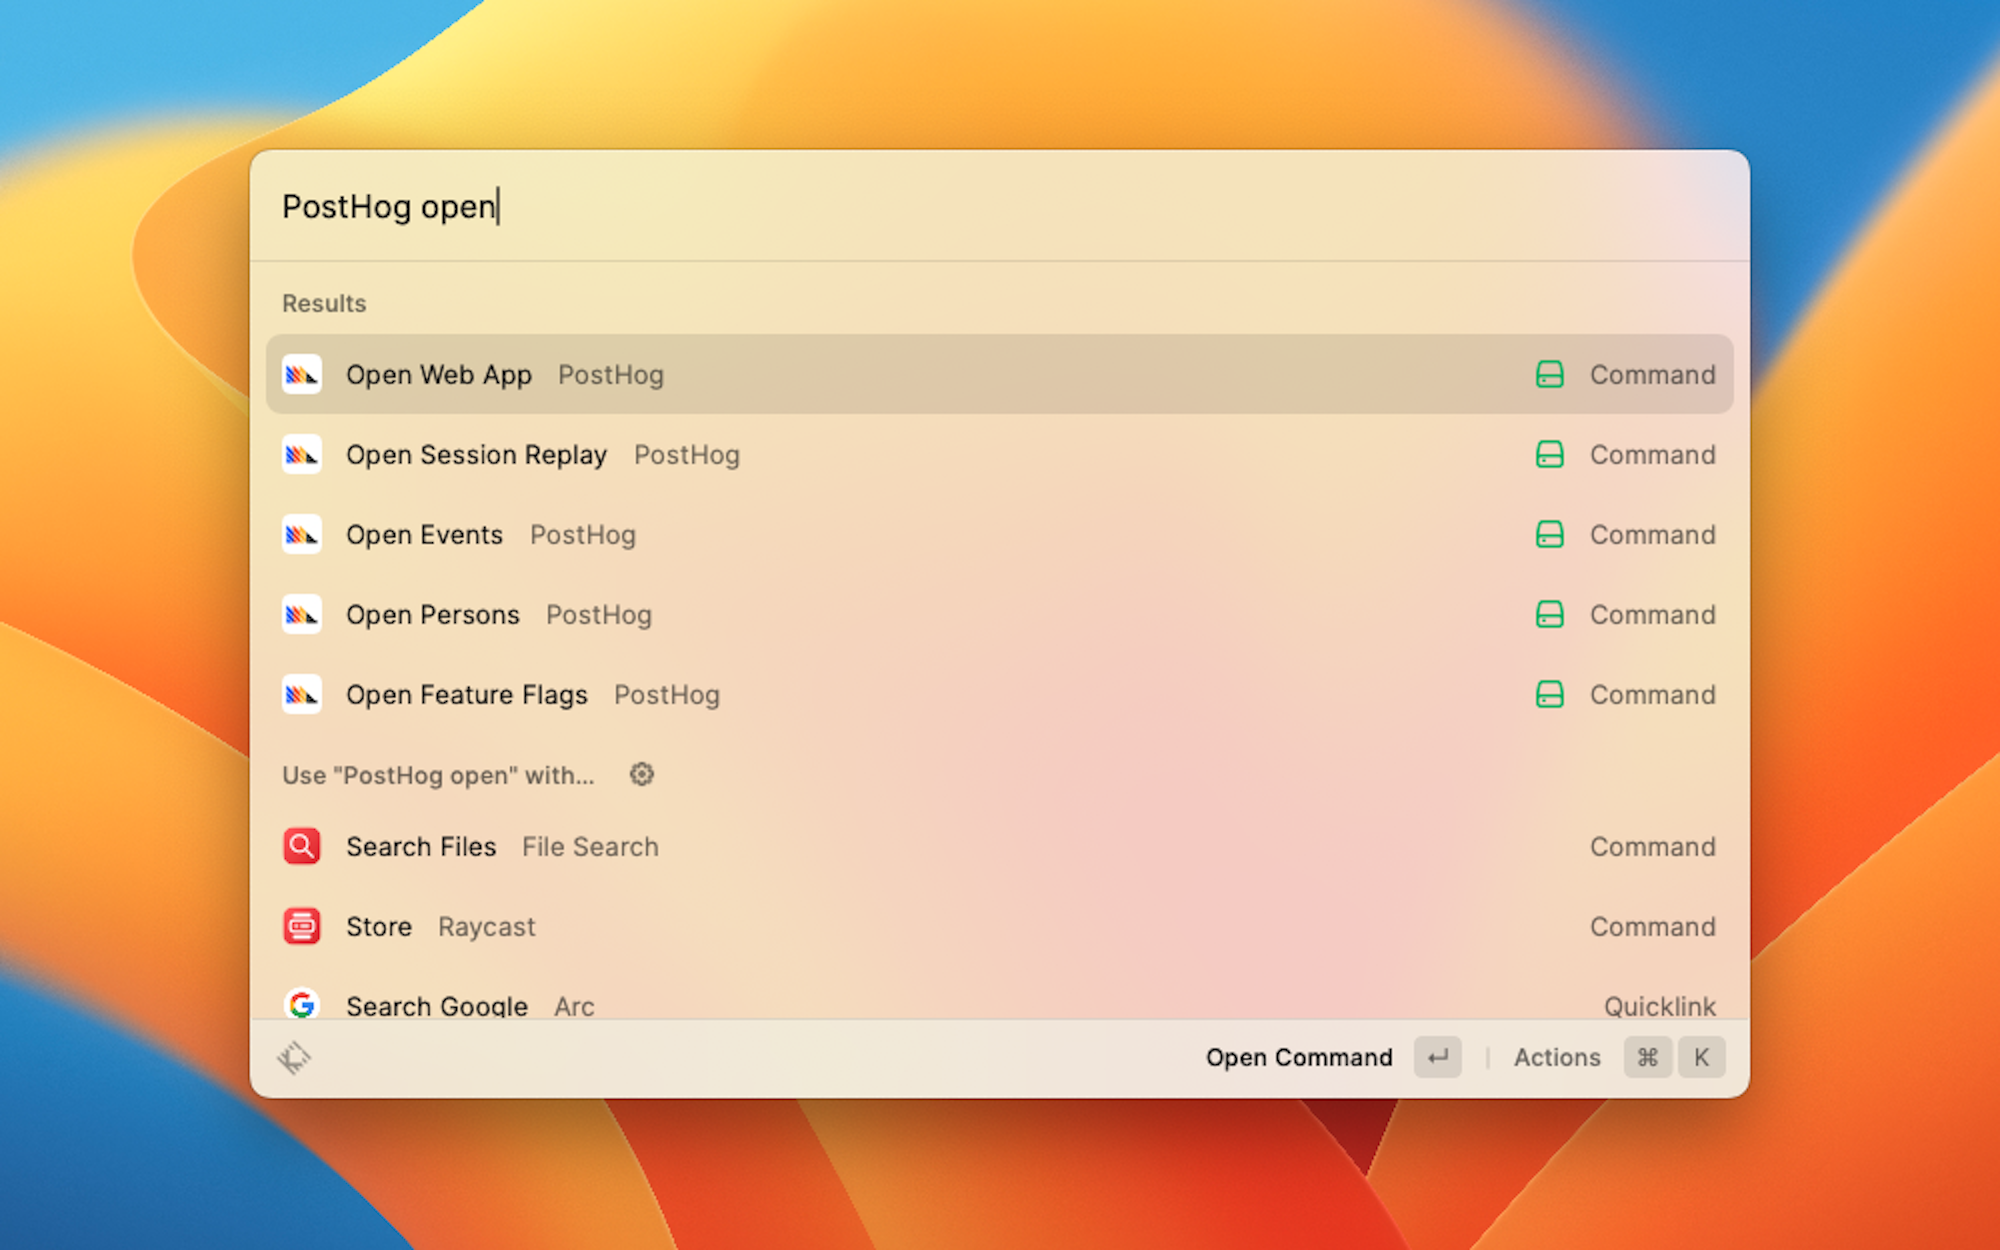 PostHog open
Results
Open Web App PostHog Command
Open Session Replay PostHog Command
Open Events PostHog Command
Open Persons PostHog Command
Open Feature Flags PostHog Command
Use "PostHog open" with...
Search Files File Search Command
Store Raycast Command
Search Google Arc Quicklink
Open Command ↵ Actions ⌘ K